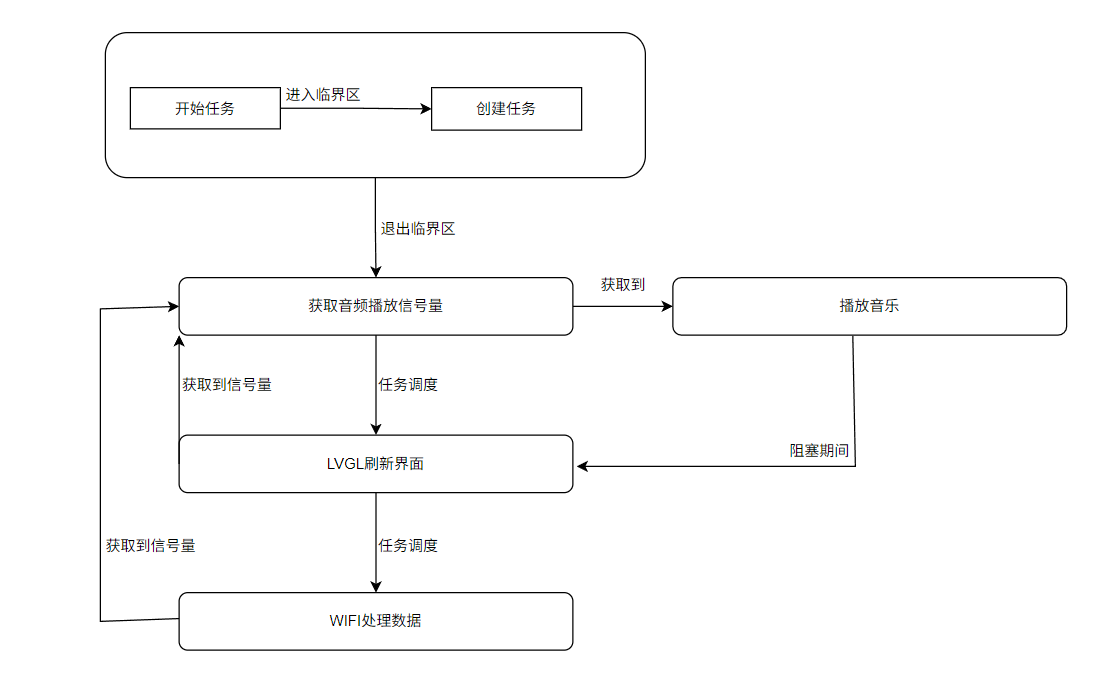 开始任务
进入临界区
创建任务
退出临界区
获取音频播放信号量
获取到
播放音乐
获取到信号量
任务调度
阻塞期间
LVGL刷新界面
获取到信号量
任务调度
WIFI处理数据